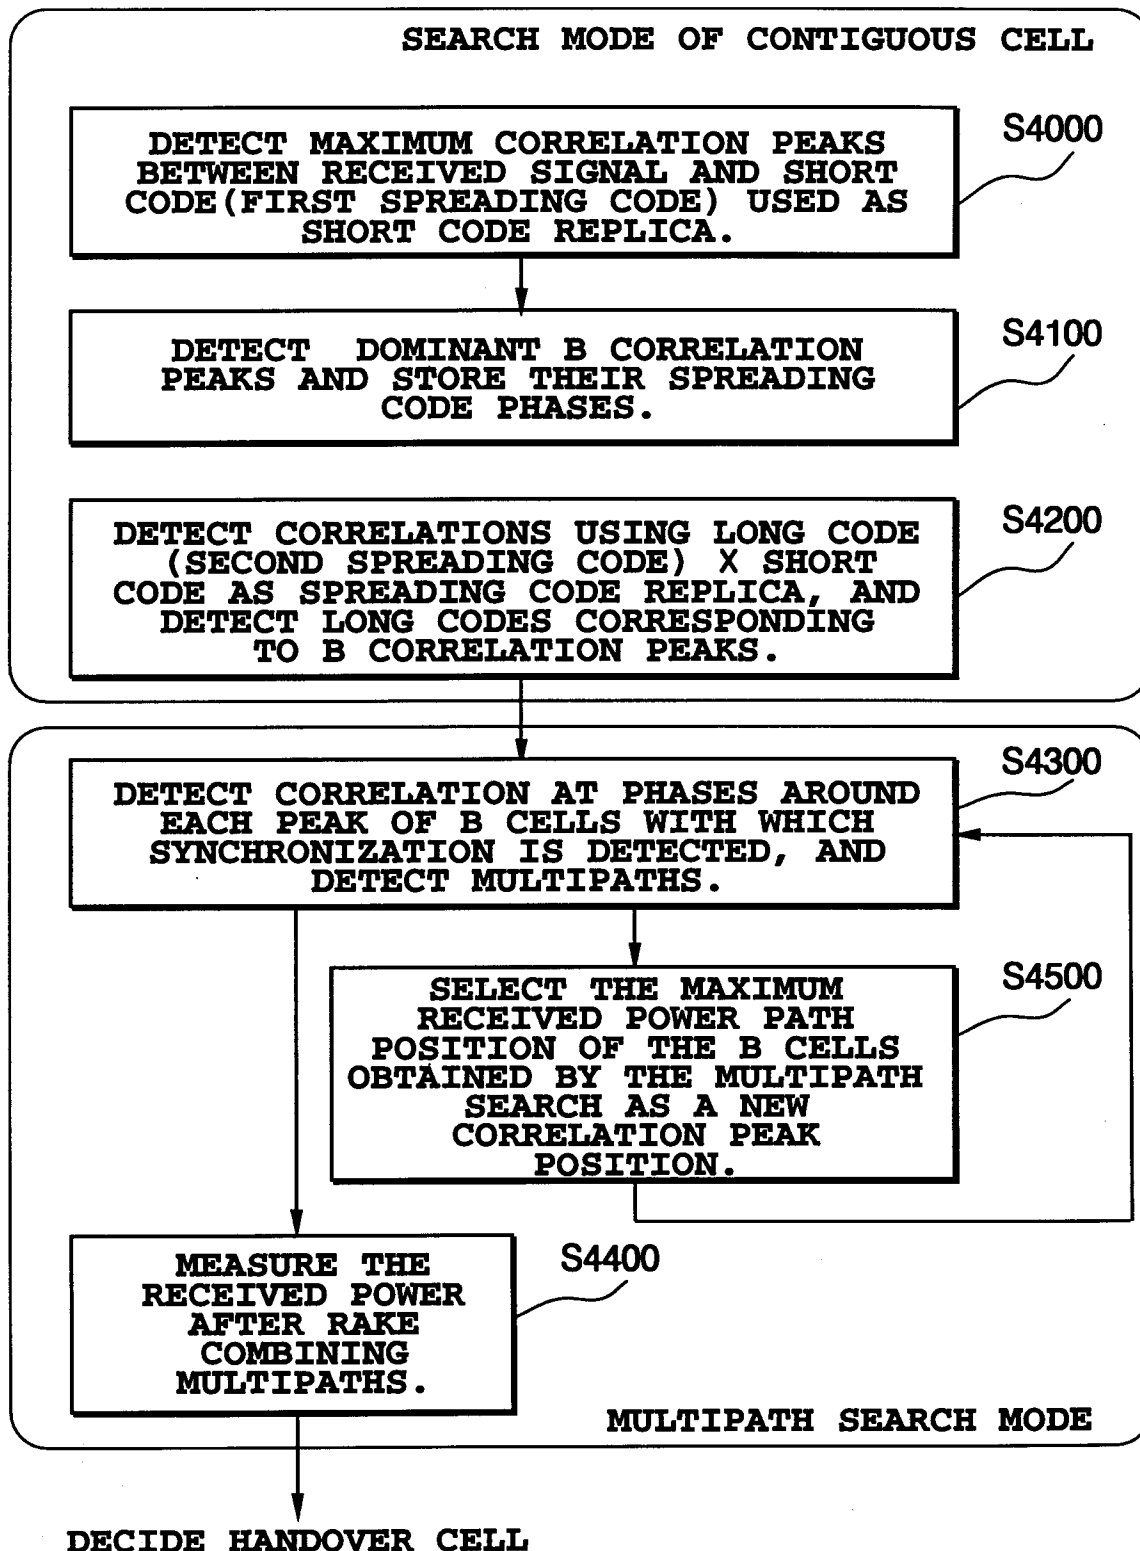 SEARCH MODE OF CONTIGUOUS CELL
S4000
DETECT MAXIMUM CORRELATION PEAKS
BETWEEN RECEIVED SIGNAL AND SHORT
CODE(FIRST SPREADING CODE) USED AS
SHORT CODE REPLICA.
S4100
DETECT DOMINANT B CORRELATION
PEAKS AND STORE THEIR SPREADING
CODE PHASES.
S4200
DETECT CORRELATIONS USING LONG CODE
(SECOND SPREADING CODE) X SHORT
CODE AS SPREADING CODE REPLICA, AND
DETECT LONG CODES CORRESPONDING
TO B CORRELATION PEAKS.
S4300
DETECT CORRELATION AT PHASES AROUND
EACH PEAK OF B CELLS WITH WHICH
SYNCHRONIZATION IS DETECTED, AND
DETECT MULTIPATHS.
S4500
SELECT THE MAXIMUM
RECEIVED POWER PATH
POSITION OF THE B CELLS
OBTAINED BY THE MULTIPATH
SEARCH AS A NEW
CORRELATION PEAK
POSITION.
S4400
MEASURE THE
RECEIVED POWER
AFTER RAKE
COMBINING
MULTIPATHS.
MULTIPATH SEARCH MODE
DECIDE HANDOVER CELL